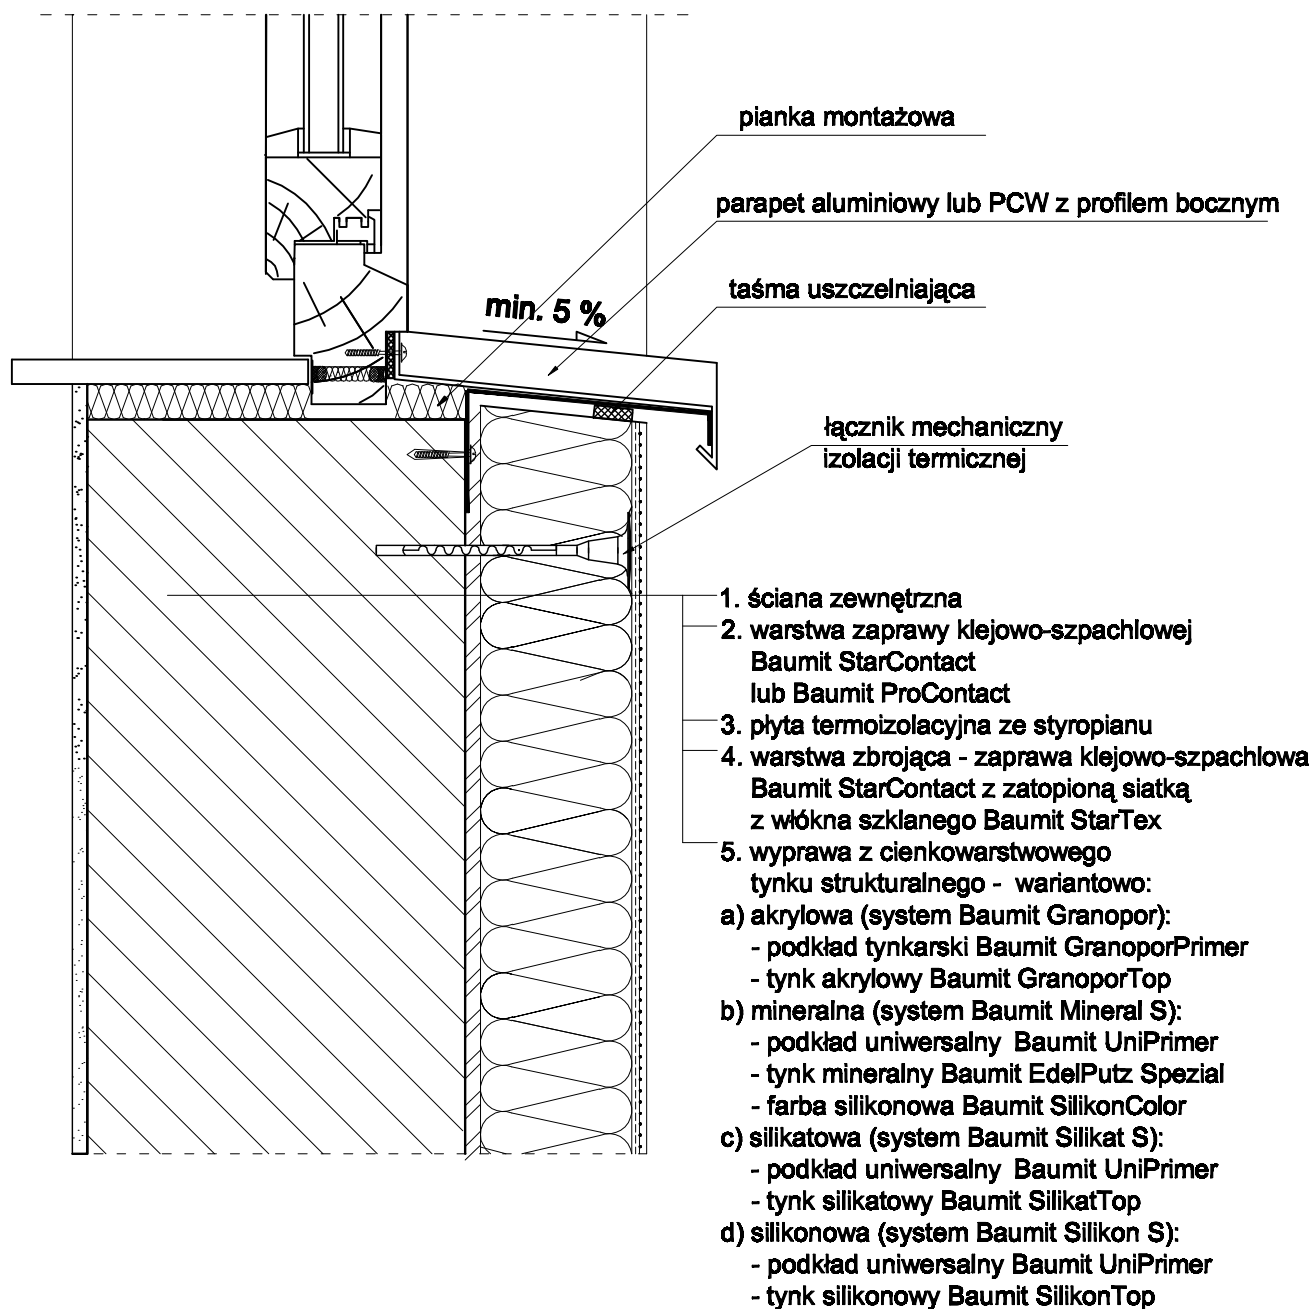 pianka montażowa
parapet aluminiowy lub PCW z profilem bocznym
taśma uszczelniająca
min. 5 %
łącznik mechaniczny
izolacji termicznej
1. ściana zewnętrzna
2. warstwa zaprawy klejowo-szpachlowej
Baumit StarContact
lub Baumit ProContact
3. płyta termoizolacyjna ze styropianu
4. warstwa zbrojąca - zaprawa klejowo-szpachlowa
Baumit StarContact z zatopioną siatką
z włókna szklanego Baumit StarTex
5. wyprawa z cienkowarstwowego
tynku strukturalnego - wariantowo:
a) akrylowa (system Baumit Granopor):
- podkład tynkarski Baumit GranoporPrimer
- tynk akrylowy Baumit GranoporTop
b) mineralna (system Baumit Mineral S):
- podkład uniwersalny Baumit UniPrimer
- tynk mineralny Baumit EdelPutz Spezial
- farba silikonowa Baumit SilikonColor
c) silikatowa (system Baumit Silikat S):
- podkład uniwersalny Baumit UniPrimer
- tynk silikatowy Baumit SilikatTop
d) silikonowa (system Baumit Silikon S):
- podkład uniwersalny Baumit UniPrimer
- tynk silikonowy Baumit SilikonTop